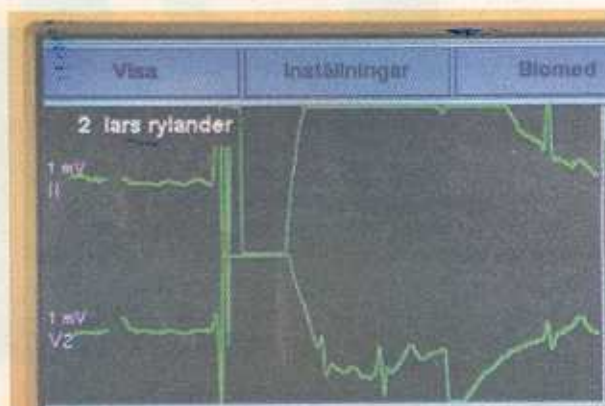 Visa Inställningar Biomed
2 lars rylander
1 mV
II
1 mV
V2